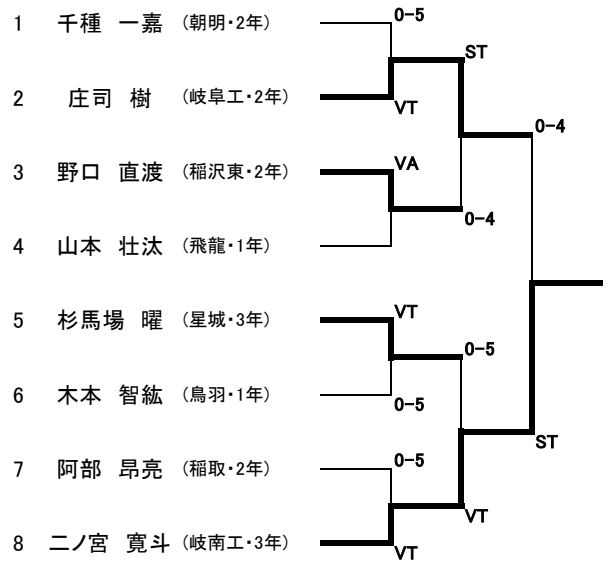 1 千種 一嘉 (朝明・2年)
0-5
ST
2 庄司 樹 (岐阜工・2年)
VT
0-4
3 野口 直渡 (稲沢東・2年)
VA
0-4
4 山本 壮汰 (飛龍・1年)
5 杉馬場 曜 (星城・3年)
VT
0-5
6 木本 智紘 (鳥羽・1年)
0-5
ST
7 阿部 昂亮 (稲取・2年)
0-5
VT
8 二ノ宮 寛斗 (岐南工・3年)
VT